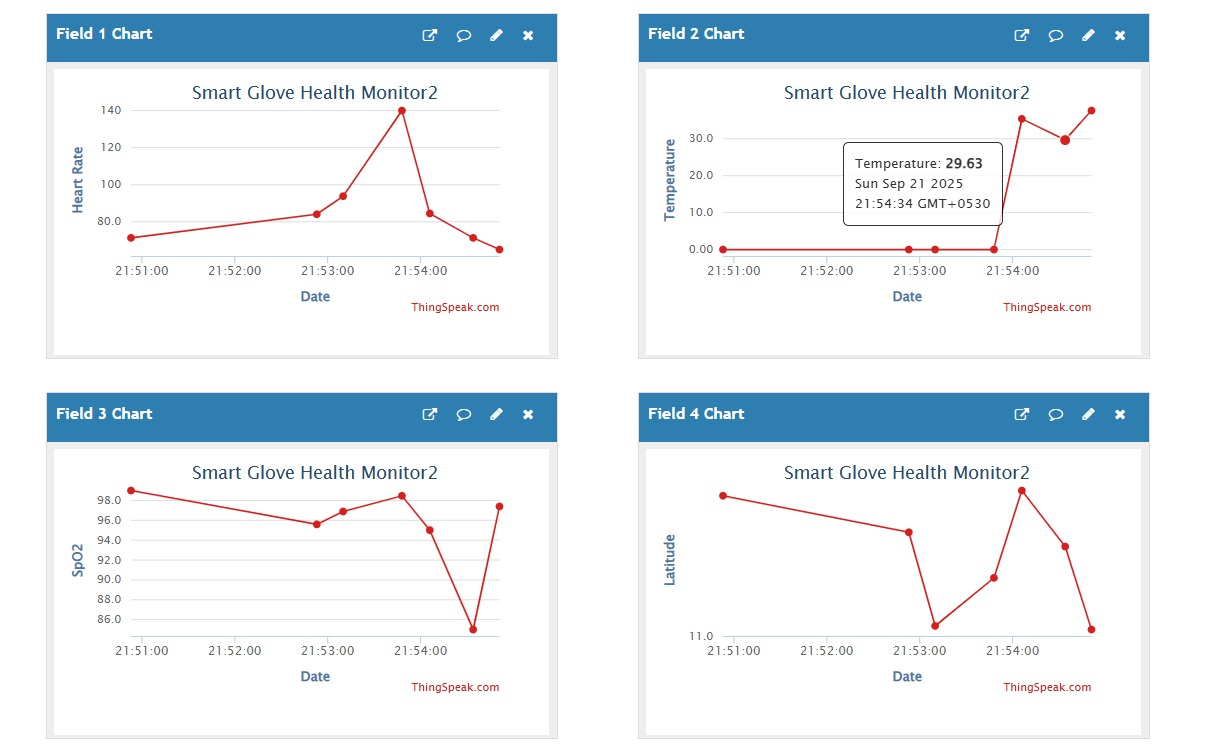 Field 1 Chart
Smart Glove Health Monitor2
140
120
100
80.0
Heart Rate
21:51:00 21:52:00 21:53:00 21:54:00
Date
ThingSpeak.com
Field 2 Chart
Smart Glove Health Monitor2
30.0
20.0
10.0
0.00
Temperature
Temperature: 29.63
Sun Sep 21 2025
21:54:34 GMT+0530
21:51:00 21:52:00 21:53:00 21:54:00
Date
ThingSpeak.com
Field 3 Chart
Smart Glove Health Monitor2
98.0
96.0
94.0
92.0
90.0
88.0
86.0
SpO2
21:51:00 21:52:00 21:53:00 21:54:00
Date
ThingSpeak.com
Field 4 Chart
Smart Glove Health Monitor2
Latitude
11.0
21:51:00 21:52:00 21:53:00 21:54:00
Date
ThingSpeak.com